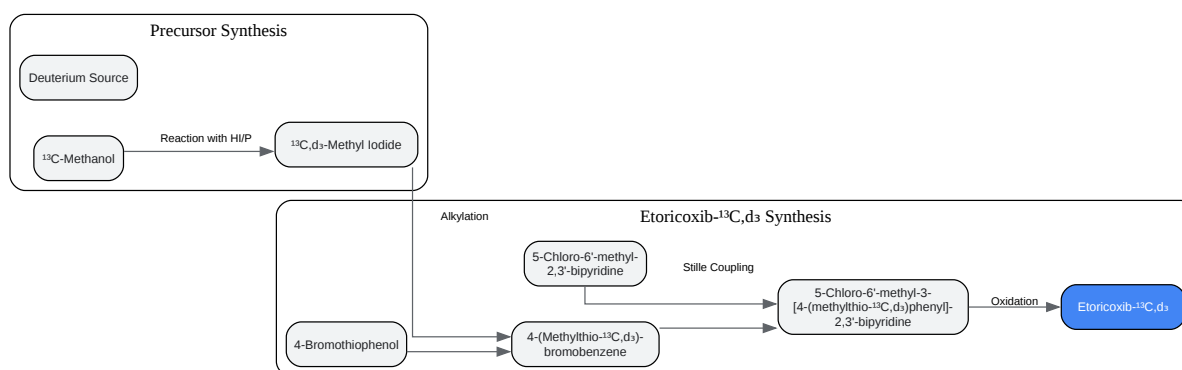 Precursor Synthesis
Deuterium Source
Reaction with HI/P
¹³C-Methanol
¹³C,d₃-Methyl Iodide
Alkylation
Etoricoxib-¹³C,d₃ Synthesis
5-Chloro-6'-methyl-
2,3'-bipyridine
Stille Coupling
5-Chloro-6'-methyl-3-
[4-(methylthio-¹³C,d₃)phenyl]-
2,3'-bipyridine
Oxidation
Etoricoxib-¹³C,d₃
4-Bromothiophenol
4-(Methylthio-¹³C,d₃)-
bromobenzene